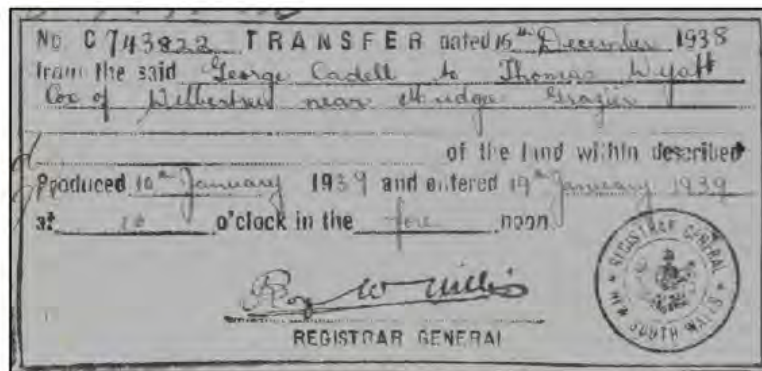 No. C743822 TRANSFER dated 15th December 1938
from the said George Cadell to Thomas Wyatt
Cox of Wilbertree near Mudgee Grazier
of the land within described
Produced 10th January 1939 and entered 19th January 1939
at 10 o'clock in the fore noon
REGISTRAR GENERAL
REGISTRAR GENERAL
NEW SOUTH WALES